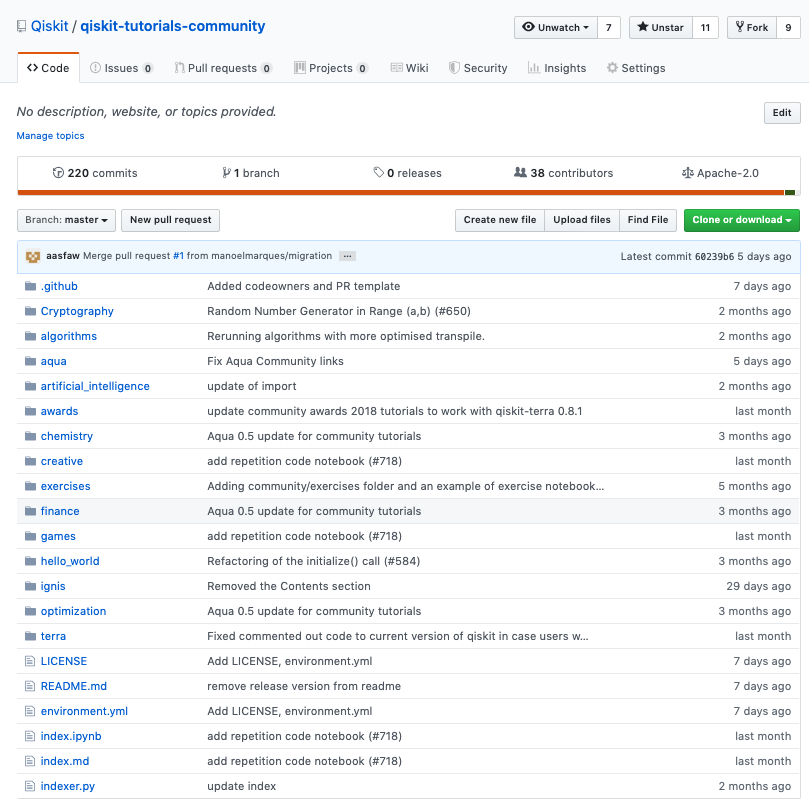 Qiskit / qiskit-tutorials-community
Unwatch 7 Unstar 11 Fork 9
Code Issues 0 Pull requests 0 Projects 0 Wiki Security Insights Settings
No description, website, or topics provided. Edit
Manage topics
220 commits 1 branch 0 releases 38 contributors Apache-2.0
Branch: master New pull request Create new file Upload files Find File Clone or download
aasfaw Merge pull request #1 from manoelmarques/migration ... Latest commit 60239b6 5 days ago
.github Added codeowners and PR template 7 days ago
Cryptography Random Number Generator in Range (a,b) (#650) 2 months ago
algorithms Rerunning algorithms with more optimised transpile. 2 months ago
aqua Fix Aqua Community links 5 days ago
artificial_intelligence update of import 2 months ago
awards update community awards 2018 tutorials to work with qiskit-terra 0.8.1 last month
chemistry Aqua 0.5 update for community tutorials 3 months ago
creative add repetition code notebook (#718) last month
exercises Adding community/exercises folder and an example of exercise notebook... 5 months ago
finance Aqua 0.5 update for community tutorials 3 months ago
games add repetition code notebook (#718) last month
hello_world Refactoring of the initialize() call (#584) 3 months ago
ignis Removed the Contents section 29 days ago
optimization Aqua 0.5 update for community tutorials 3 months ago
terra Fixed commented out code to current version of qiskit in case users w... last month
LICENSE Add LICENSE, environment.yml 7 days ago
README.md remove release version from readme 7 days ago
environment.yml Add LICENSE, environment.yml 7 days ago
index.ipynb add repetition code notebook (#718) last month
index.md add repetition code notebook (#718) last month
indexer.py update index 2 months ago